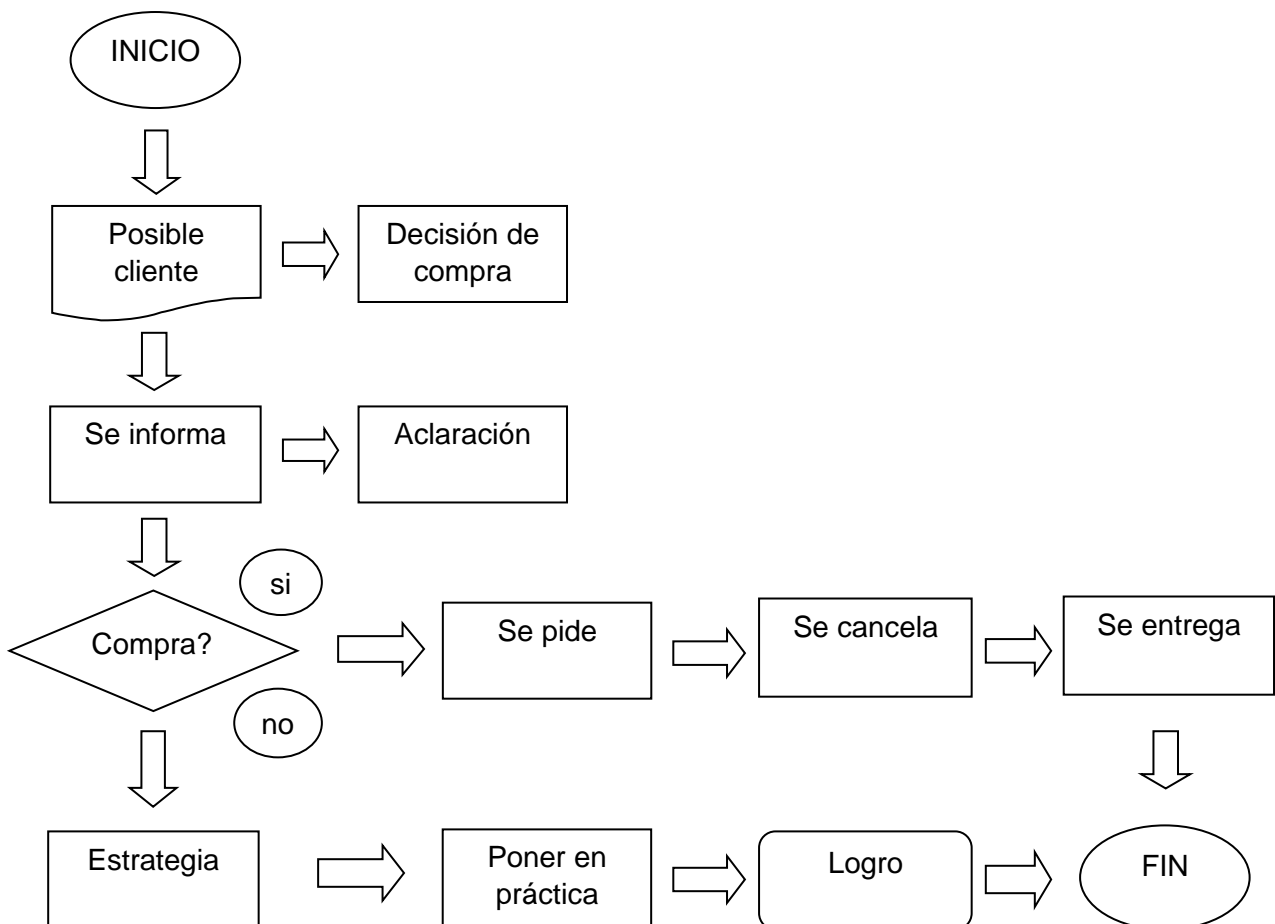 INICIO
Posible
cliente
Decisión de
compra
Se informa
Aclaración
si
Compra?
Se pide
Se cancela
Se entrega
no
Estrategia
Poner en
práctica
Logro
FIN